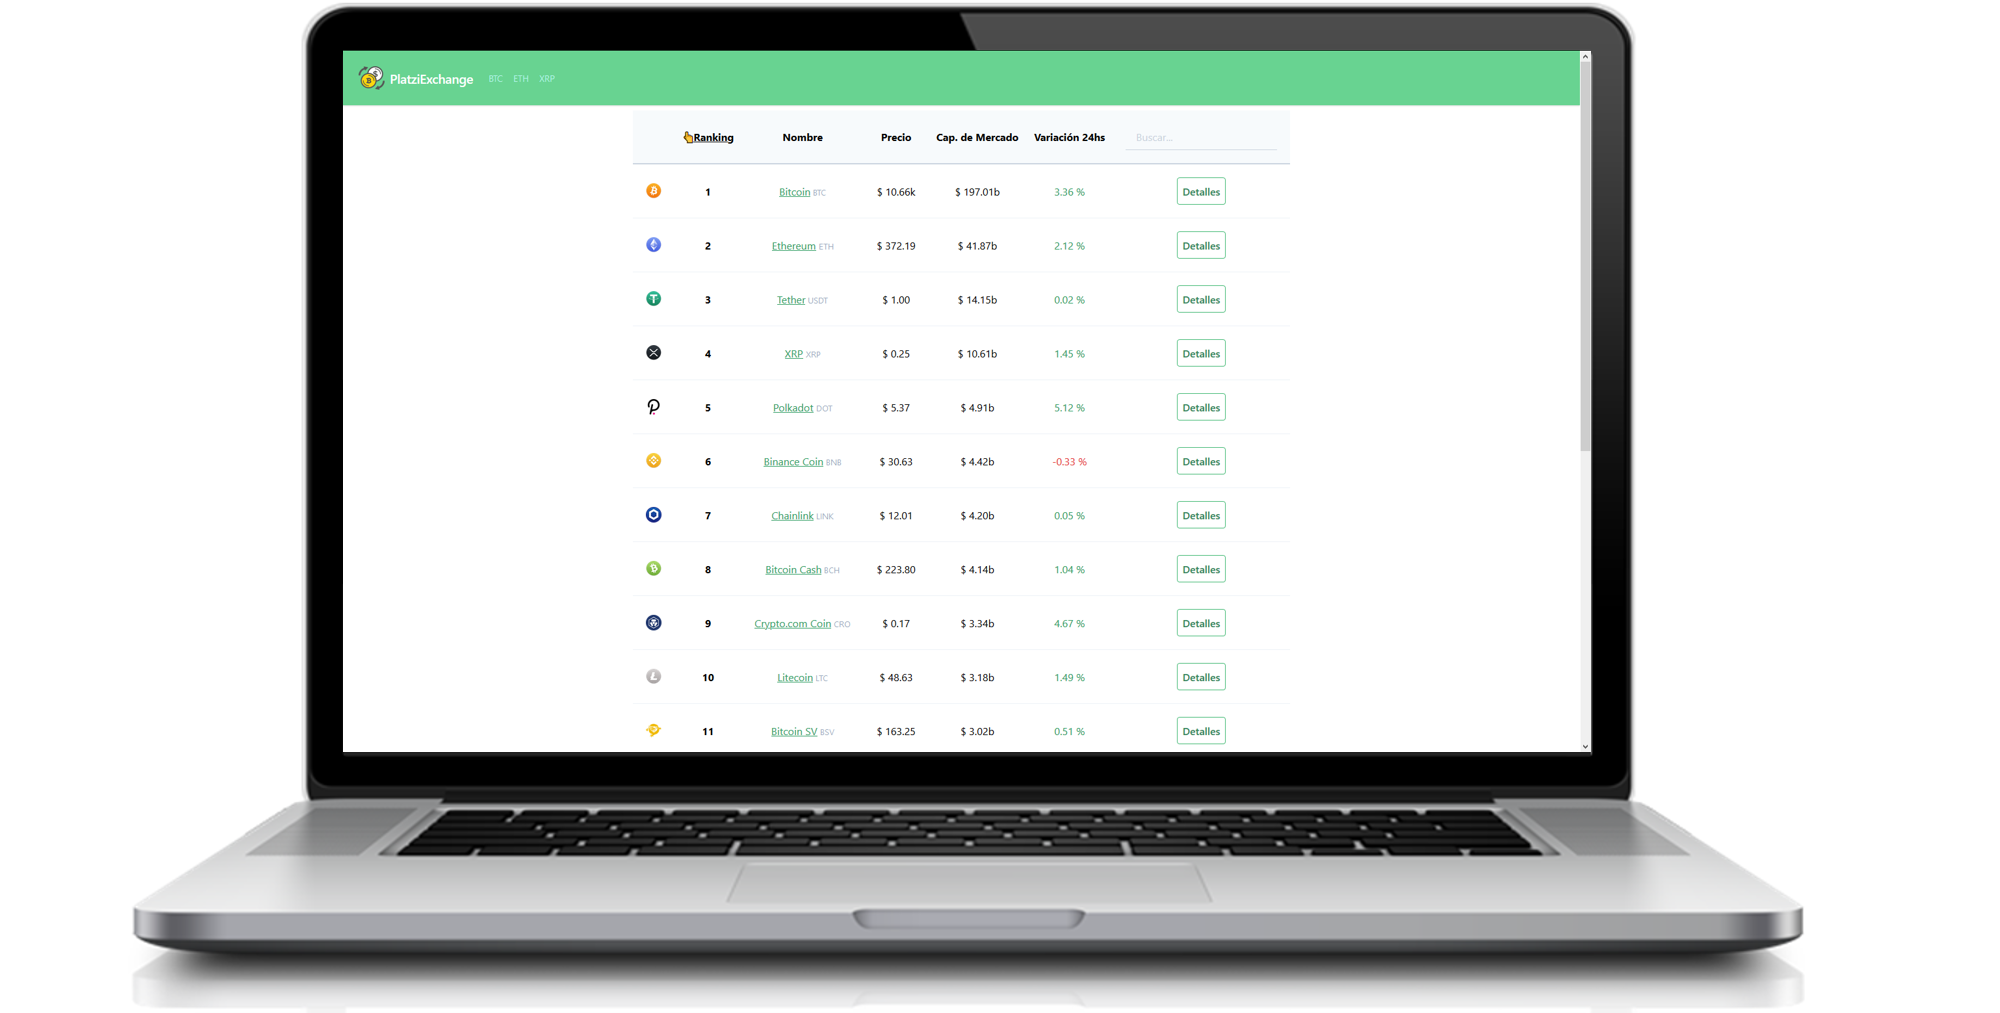 PlatziExchange BTC ETH XRP
Ranking Nombre Precio Cap. de Mercado Variación 24hs Buscar...
1 Bitcoin BTC $ 10.66k $ 197.01b 3.36 % Detalles
2 Ethereum ETH $ 372.19 $ 41.87b 2.12 % Detalles
3 Tether USDT $ 1.00 $ 14.15b 0.02 % Detalles
4 XRP XRP $ 0.25 $ 10.61b 1.45 % Detalles
5 Polkadot DOT $ 5.37 $ 4.91b 5.12 % Detalles
6 Binance Coin BNB $ 30.63 $ 4.42b -0.33 % Detalles
7 Chainlink LINK $ 12.01 $ 4.20b 0.05 % Detalles
8 Bitcoin Cash BCH $ 223.80 $ 4.14b 1.04 % Detalles
9 Crypto.com Coin CRO $ 0.17 $ 3.34b 4.67 % Detalles
10 Litecoin LTC $ 48.63 $ 3.18b 1.49 % Detalles
11 Bitcoin SV BSV $ 163.25 $ 3.02b 0.51 % Detalles